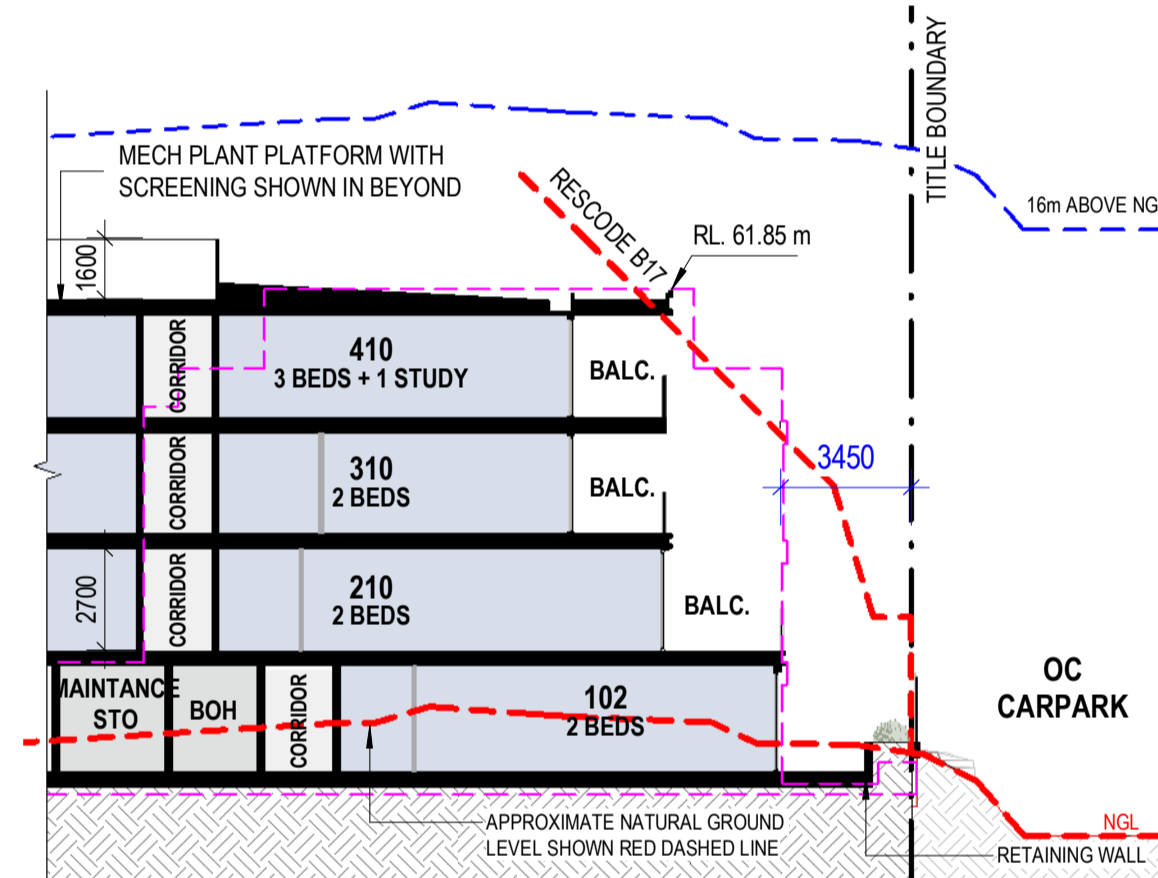 TITLE BOUNDARY
MECH PLANT PLATFORM WITH
SCREENING SHOWN IN BEYOND
RESCODE B17
16m ABOVE NG
RL. 61.85 m
1600
CORRIDOR
410
3 BEDS + 1 STUDY
BALC.
CORRIDOR
310
2 BEDS
BALC.
3450
2700
CORRIDOR
210
2 BEDS
BALC.
MAINTANCE
STO
BOH
CORRIDOR
102
2 BEDS
OC
CARPARK
APPROXIMATE NATURAL GROUND
LEVEL SHOWN RED DASHED LINE
NGL
RETAINING WALL